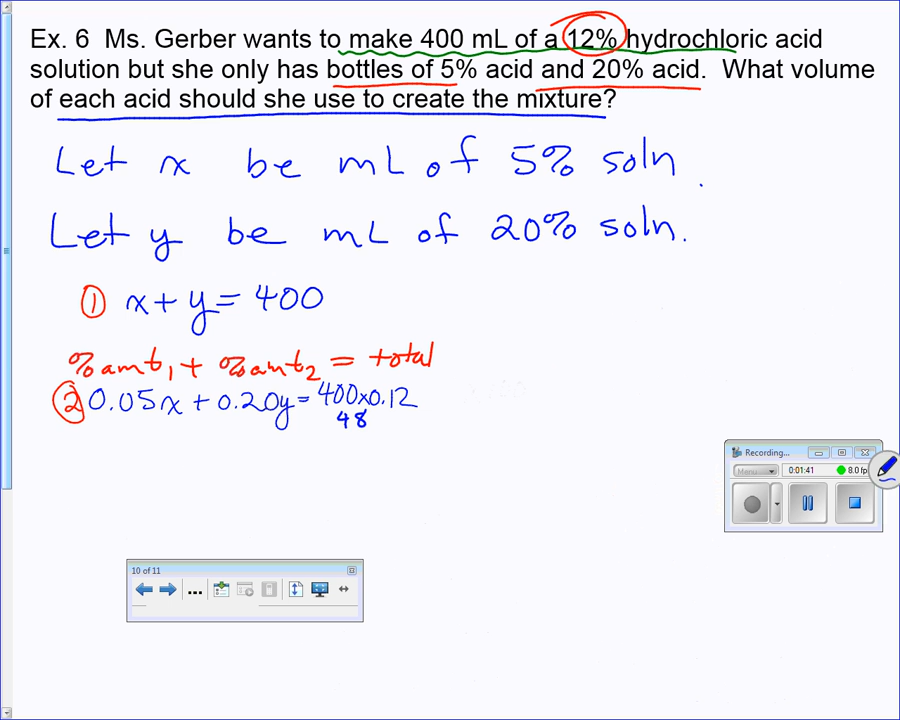 Ex. 6 Ms. Gerber wants to make 400 mL of a 12% hydrochloric acid
solution but she only has bottles of 5% acid and 20% acid. What volume
of each acid should she use to create the mixture?
Let x be mL of 5% soln.
Let y be mL of 20% soln.
① x + y = 400
% amt₁ + % amt₂ = total
② 0.05x + 0.20y = 400x0.12
48
Recording...
Menu 0:01:41 8.0 fp
10 of 11
...